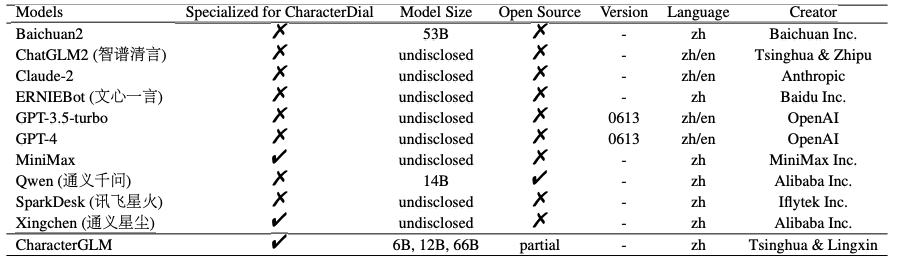 Models Specialized for CharacterDial Model Size Open Source Version Language Creator
Baichuan2 ✗ 53B ✗ - zh Baichuan Inc.
ChatGLM2 (智谱清言) ✗ undisclosed ✗ - zh/en Tsinghua & Zhipu
Claude-2 ✗ undisclosed ✗ - zh/en Anthropic
ERNIEBot (文心一言) ✗ undisclosed ✗ - zh Baidu Inc.
GPT-3.5-turbo ✗ undisclosed ✗ 0613 zh/en OpenAI
GPT-4 ✗ undisclosed ✗ 0613 zh/en OpenAI
MiniMax ✔ undisclosed ✗ - zh MiniMax Inc.
Qwen (通义千问) ✗ 14B ✔ - zh Alibaba Inc.
SparkDesk (讯飞星火) ✗ undisclosed ✗ - zh Iflytek Inc.
Xingchen (通义星尘) ✔ undisclosed ✗ - zh Alibaba Inc.
CharacterGLM ✔ 6B, 12B, 66B partial - zh Tsinghua & Lingxin